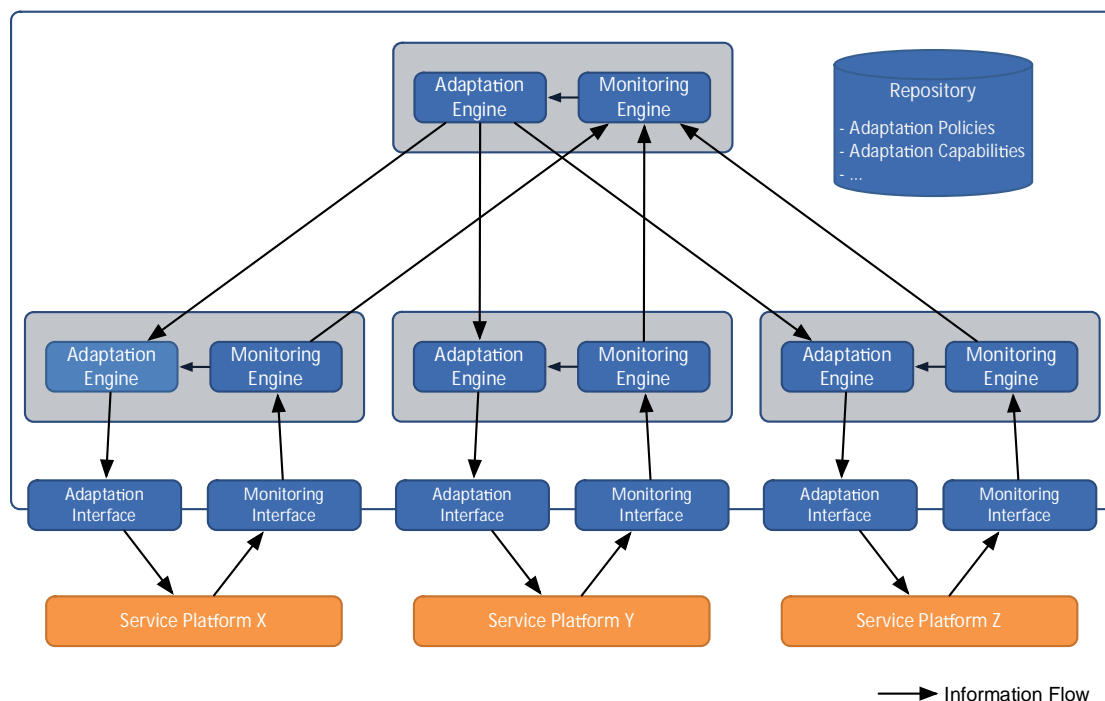 Adaptation
Engine
Monitoring
Engine
Repository
- Adaptation Policies
- Adaptation Capabilities
- ...
Adaptation
Engine
Monitoring
Engine
Adaptation
Engine
Monitoring
Engine
Adaptation
Engine
Monitoring
Engine
Adaptation
Interface
Monitoring
Interface
Adaptation
Interface
Monitoring
Interface
Adaptation
Interface
Monitoring
Interface
Service Platform X
Service Platform Y
Service Platform Z
Information Flow